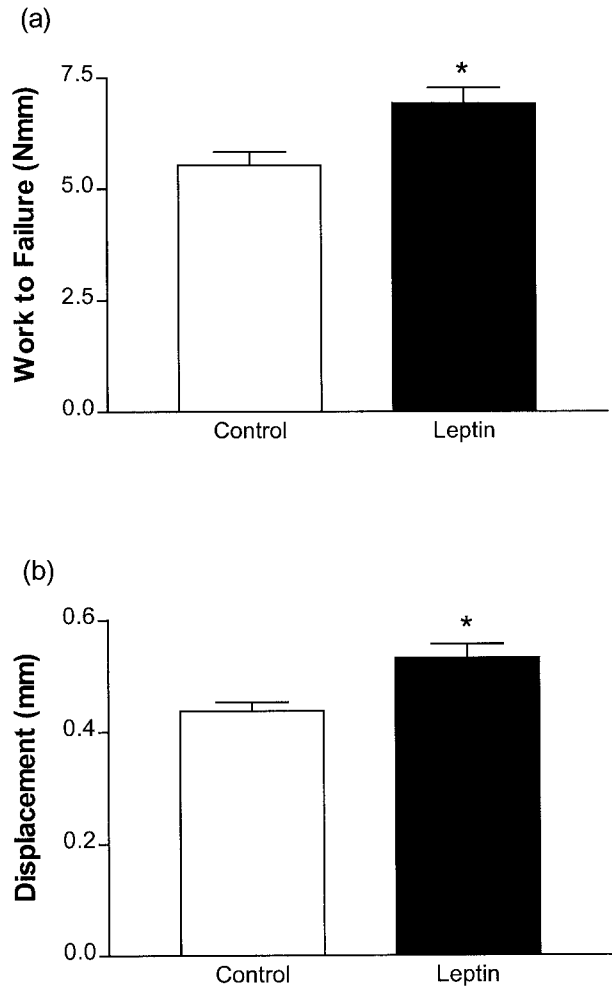 (a)
Work to Failure (Nmm)
7.5
5.0
2.5
0.0
*
Control
Leptin
(b)
Displacement (mm)
0.6
0.4
0.2
0.0
*
Control
Leptin